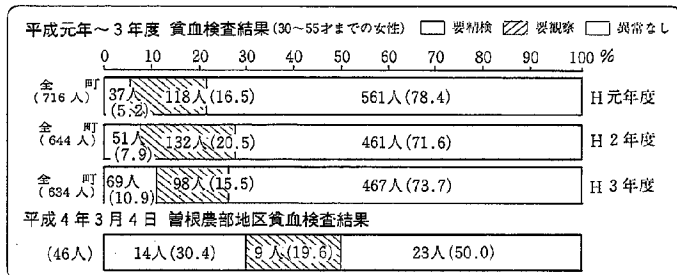 平成元年～3年度 貧血検査結果(30～55才までの女性) 要精検 要観察 異常なし
0 10 20 30 40 50 60 70 80 90 100 %
全町(716人) 37人(5.2) 118人(16.5) 561人(78.4) H元年度
全町(644人) 51人(7.9) 132人(20.5) 461人(71.6) H2年度
全町(634人) 69人(10.9) 98人(15.5) 467人(73.7) H3年度
平成4年3月4日 曽根農部地区貧血検査結果
(46人) 14人(30.4) 9人(19.6) 23人(50.0)